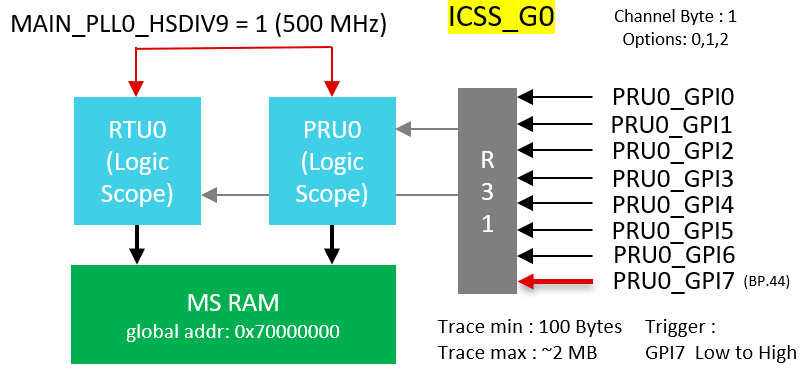 MAIN_PLL0_HSDIV9 = 1 (500 MHz)
ICSS_G0
Channel Byte : 1
Options: 0,1,2
RTU0
(Logic
Scope)
PRU0
(Logic
Scope)
R
3
1
PRU0_GPI0
PRU0_GPI1
PRU0_GPI2
PRU0_GPI3
PRU0_GPI4
PRU0_GPI5
PRU0_GPI6
PRU0_GPI7 (BP.44)
MS RAM
global addr: 0x70000000
Trace min : 100 Bytes
Trace max : ~2 MB
Trigger :
GPI7 Low to High